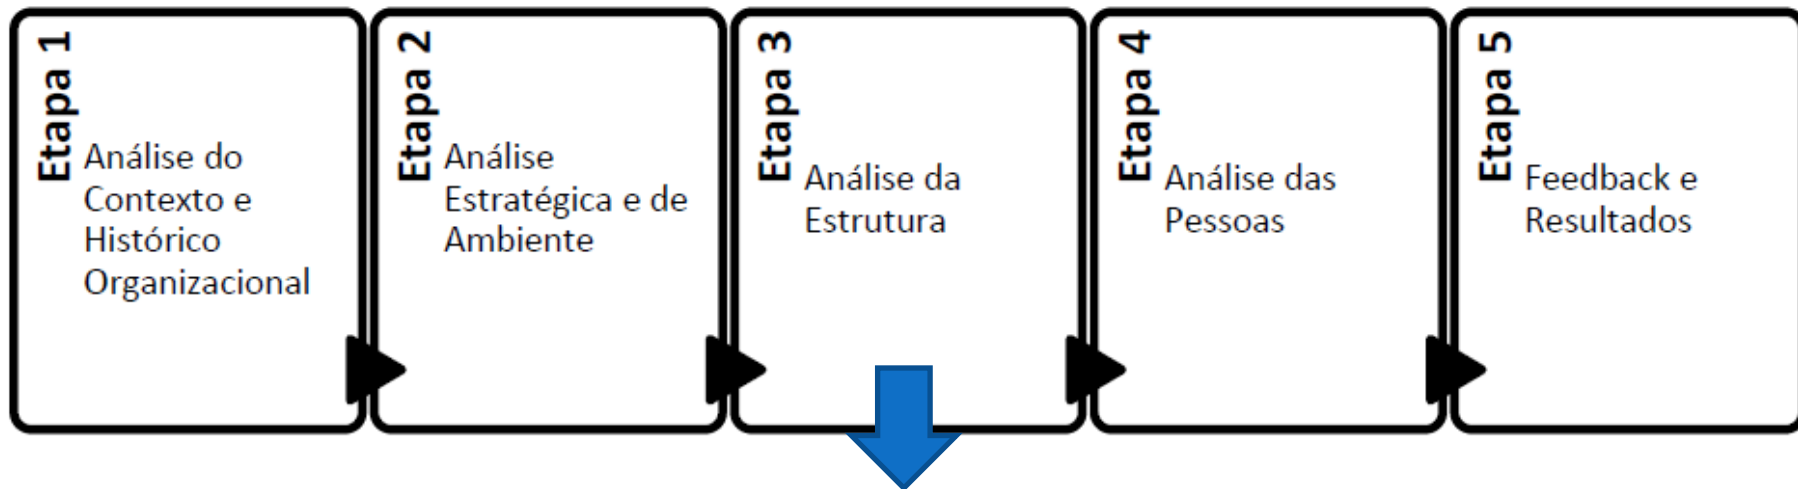 Etapa 1
Análise do
Contexto e
Histórico
Organizacional
Etapa 2
Análise
Estratégica e de
Ambiente
Etapa 3
Análise da
Estrutura
Etapa 4
Análise das
Pessoas
Etapa 5
Feedback e
Resultados